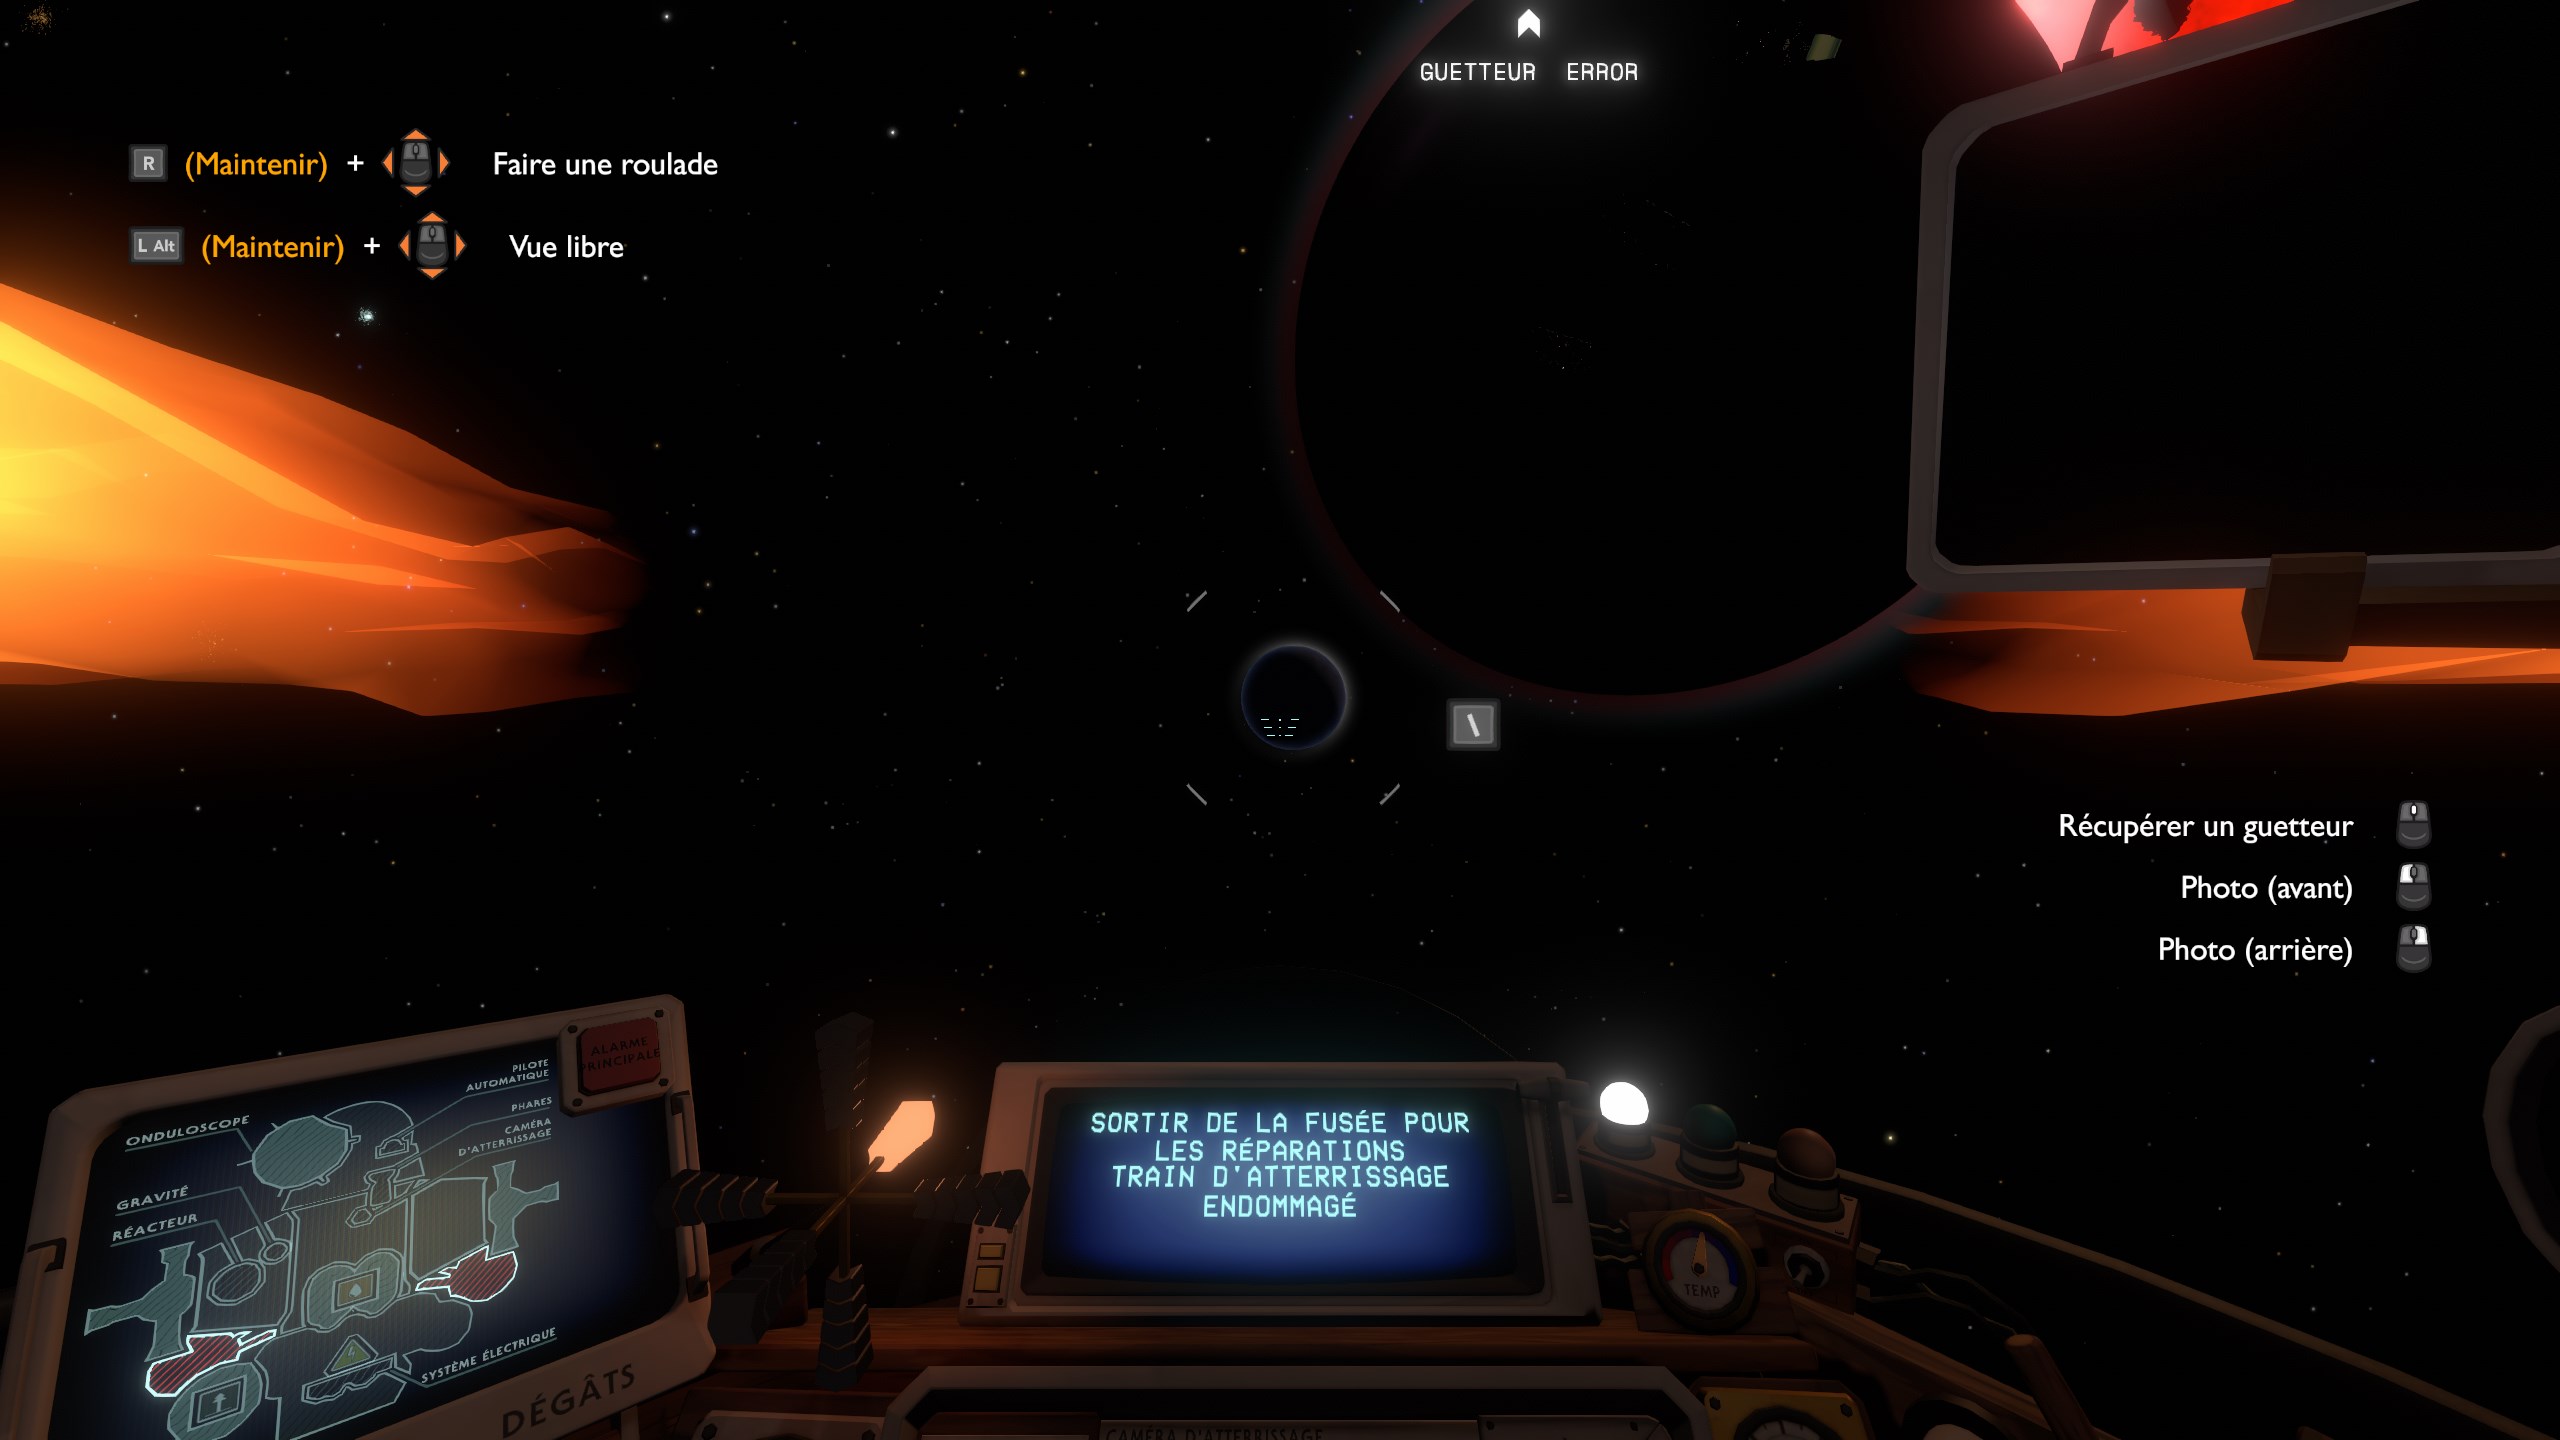 GUETTEUR ERROR
R (Maintenir) + Faire une roulade
L Alt (Maintenir) + Vue libre
\
Récupérer un guetteur
Photo (avant)
Photo (arrière)
ALARME
PRINCIPALE
PILOTE
AUTOMATIQUE
PHARES
CAMÉRA
D'ATTERRISSAGE
ONDULOSCOPE
GRAVITÉ
RÉACTEUR
SYSTÈME ÉLECTRIQUE
DÉGÂTS
SORTIR DE LA FUSÉE POUR
LES RÉPARATIONS
TRAIN D'ATTERRISSAGE
ENDOMMAGÉ
TEMP
CAMÉRA D'ATTERRISSAGE